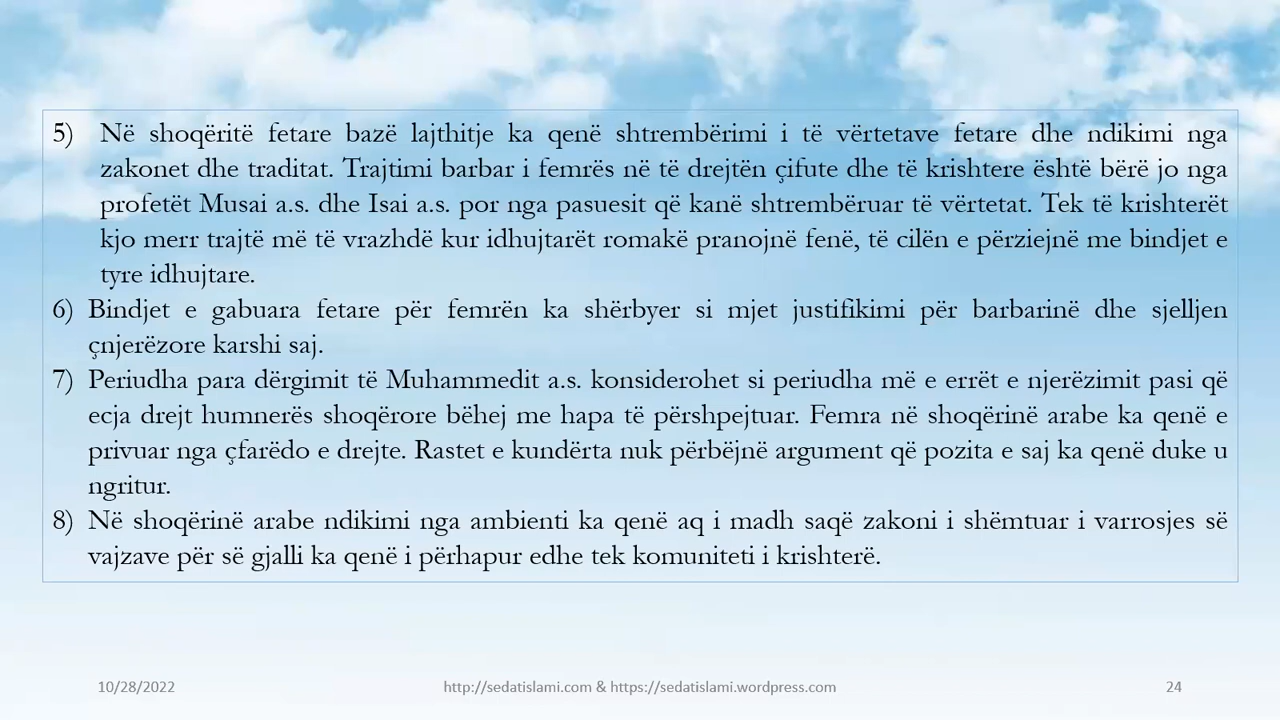 5) Në shoqëritë fetare bazë lajthitje ka qenë shtrembërimi i të vërtetave fetare dhe ndikimi nga
zakonet dhe traditat. Trajtimi barbar i femrës në të drejtën çifute dhe të krishtere është bërë jo nga
profetët Musai a.s. dhe Isai a.s. por nga pasuesit që kanë shtrembëruar të vërtetat. Tek të krishterët
kjo merr trajtë më të vrazhdë kur idhujtarët romakë pranojnë fenë, të cilën e përziejnë me bindjet e
tyre idhujtare.
6) Bindjet e gabuara fetare për femrën ka shërbyer si mjet justifikimi për barbarinë dhe sjelljen
çnjerëzore karshi saj.
7) Periudha para dërgimit të Muhammedit a.s. konsiderohet si periudha më e errët e njerëzimit pasi që
ecja drejt humnerës shoqërore bëhej me hapa të përshpejtuar. Femra në shoqërinë arabe ka qenë e
privuar nga çfarëdo e drejte. Rastet e kundërta nuk përbëjnë argument që pozita e saj ka qenë duke u
ngritur.
8) Në shoqërinë arabe ndikimi nga ambienti ka qenë aq i madh saqë zakoni i shëmtuar i varrosjes së
vajzave për së gjalli ka qenë i përhapur edhe tek komuniteti i krishterë.
10/28/2022
http://sedatislami.com & https://sedatislami.wordpress.com
24